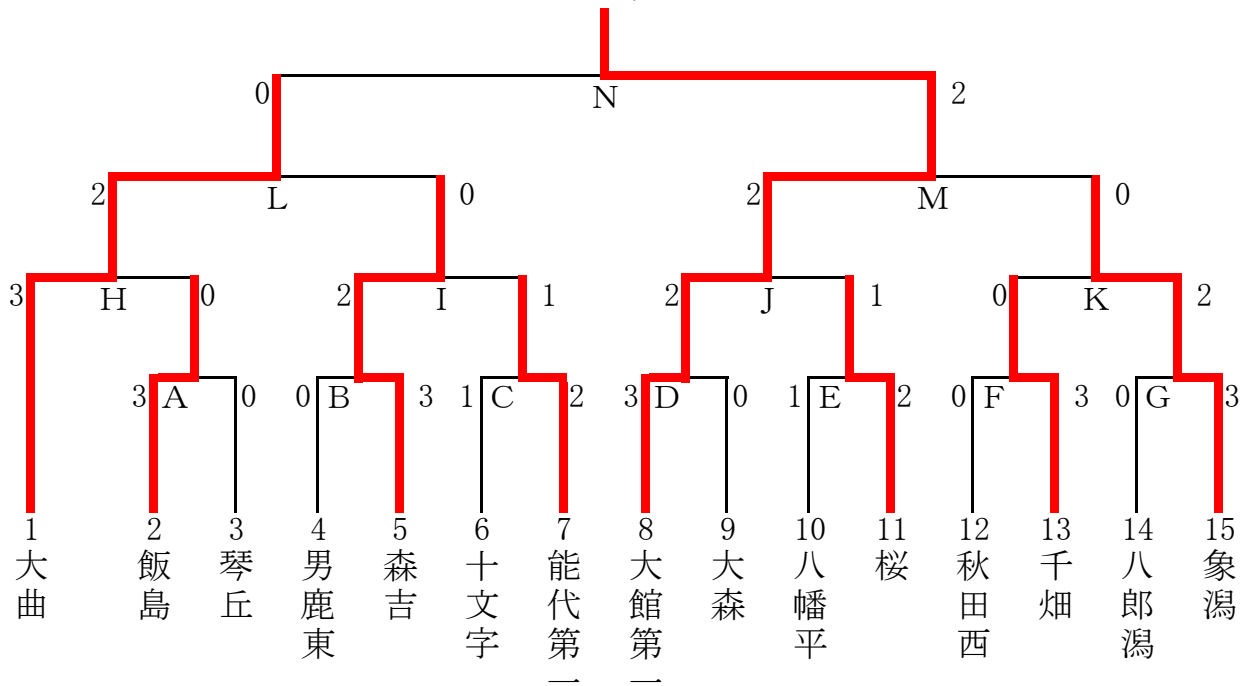 N
0 2
L M
2 0 2 0
H I J K
3 0 2 1 2 1 0 2
A B C D E F G
3 0 0 3 1 2 3 0 1 2 0 3 0 3
1 2 3 4 5 6 7 8 9 10 11 12 13 14 15
大曲
飯島
琴丘
男鹿東
森吉
十文字
能代第
大館第
大森
八幡平
桜
秋田西
千畑
八郎潟
象潟